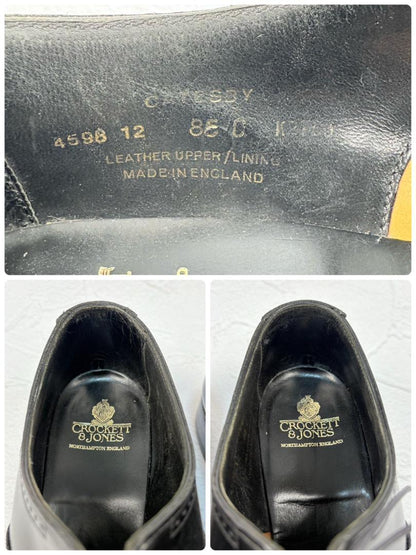 4598 12 8E C
LEATHER UPPER/LINING
MADE·IN·ENGLAND
CROCKETT
&JONES
NORTHAMPTON ENGLAND
CROCKETT
&JONES
NORTHAMPTON ENGLAND